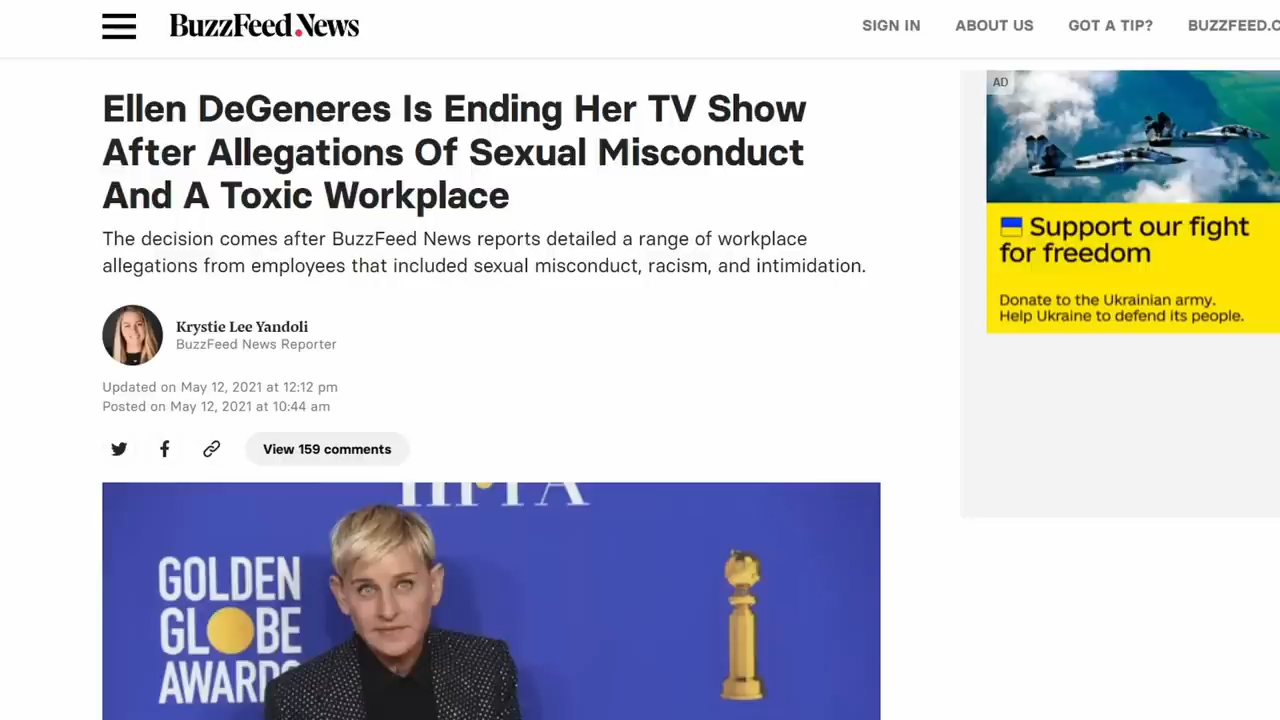 BuzzFeed News
SIGN IN
ABOUT US
GOT A TIP?
BUZZFEED.C
Ellen DeGeneres Is Ending Her TV Show
After Allegations Of Sexual Misconduct
And A Toxic Workplace
The decision comes after BuzzFeed News reports detailed a range of workplace
allegations from employees that included sexual misconduct, racism, and intimidation.
Krystie Lee Yandoli
BuzzFeed News Reporter
Updated on May 12, 2021 at 12:12 pm
Posted on May 12, 2021 at 10:44 am
View 159 comments
GOLDEN
GLOBE
AWARDS
AD
Support our fight
for freedom
Donate to the Ukrainian army.
Help Ukraine to defend its people.